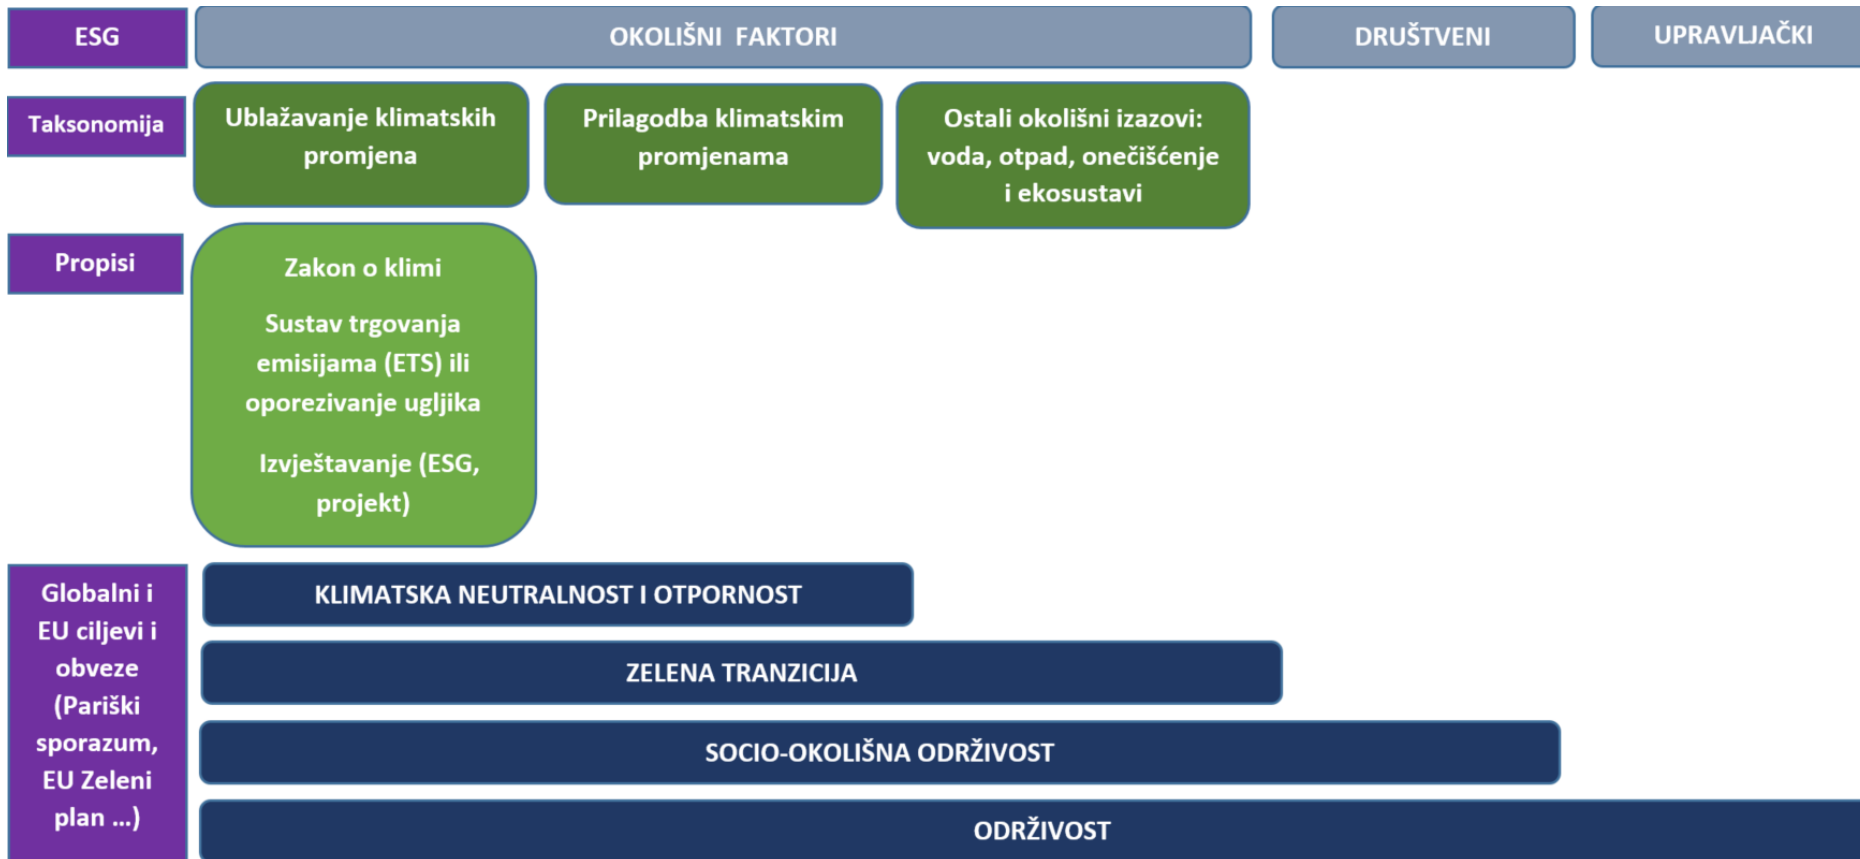 ESG
OKOLIŠNI FAKTORI
DRUŠTVENI
UPRAVLJAČKI
Taksonomija
Ublažavanje klimatskih
promjena
Prilagodba klimatskim
promjenama
Ostali okolišni izazovi:
voda, otpad, onečišćenje
i ekosustavi
Propisi
Zakon o klimi
Sustav trgovanja
emisijama (ETS) ili
oporezivanje ugljika
Izvještavanje (ESG,
projekt)
Globalni i
EU ciljevi i
obveze
(Pariški
sporazum,
EU Zeleni
plan ...)
KLIMATSKA NEUTRALNOST I OTPORNOST
ZELENA TRANZICIJA
SOCIO-OKOLIŠNA ODRŽIVOST
ODRŽIVOST